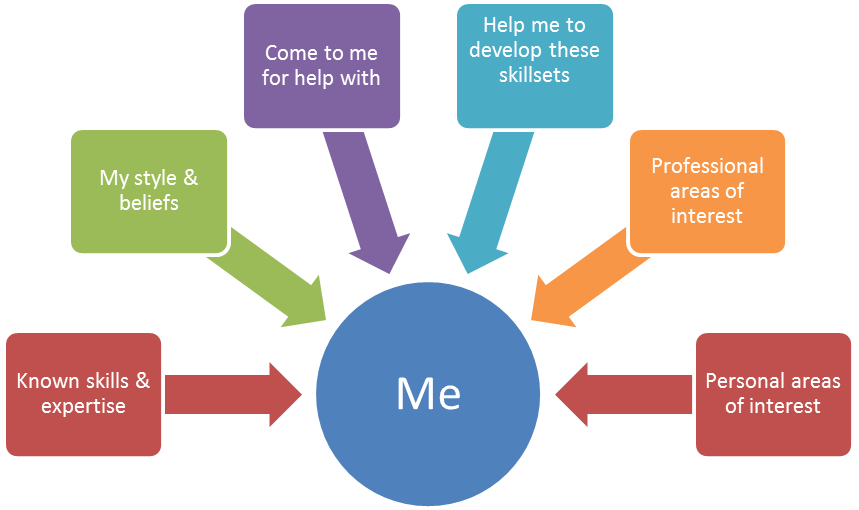 Come to me
for help with
Help me to
develop these
skillsets
My style &
beliefs
Professional
areas of
interest
Known skills &
expertise
Me
Personal areas
of interest